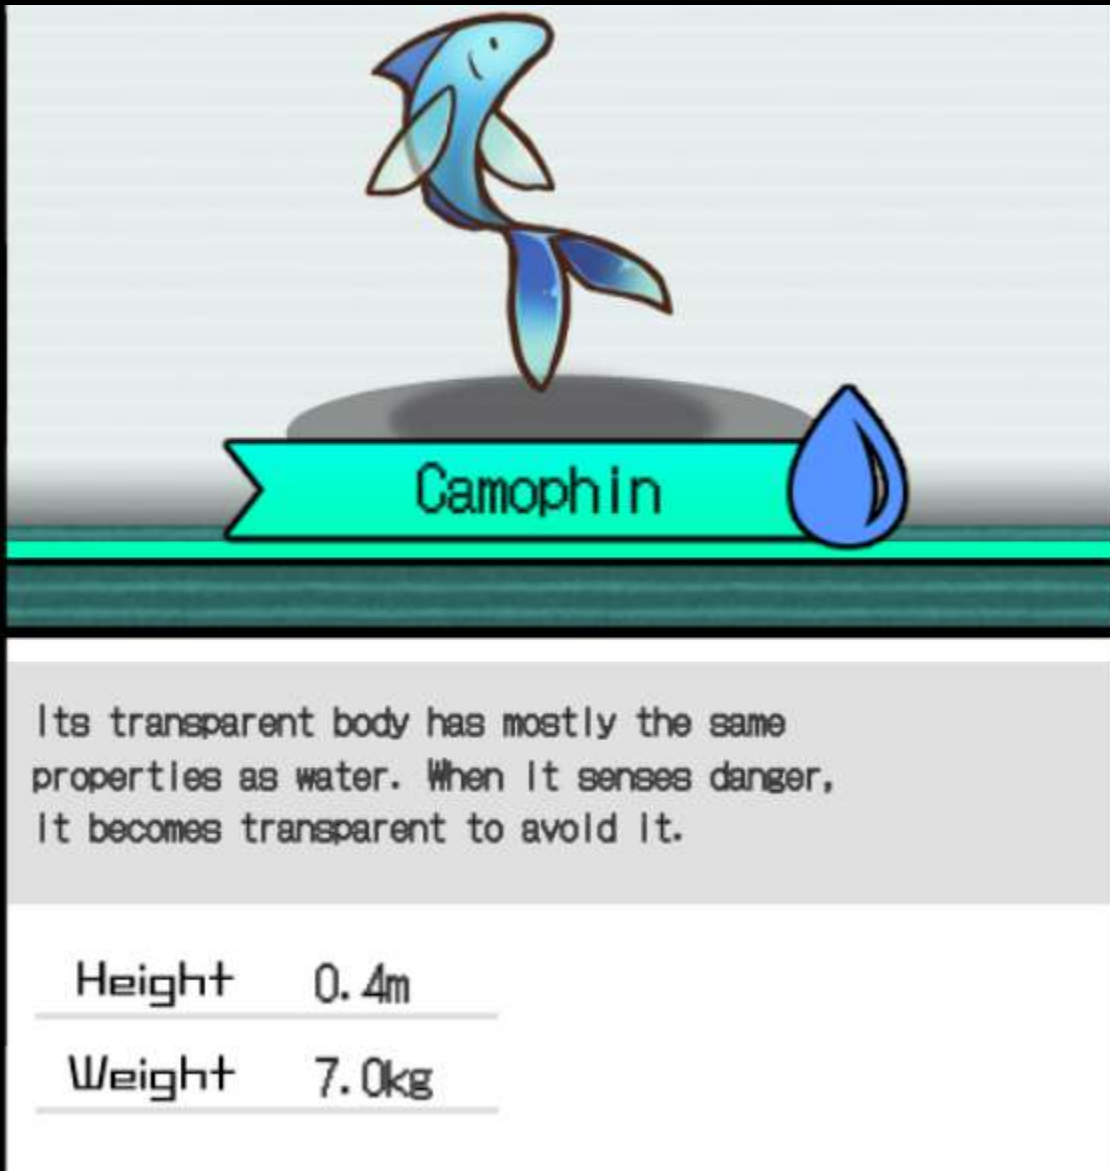 Camophin
Its transparent body has mostly the same
properties as water. When it senses danger,
it becomes transparent to avoid it.
Height 0.4m
Weight 7.0kg